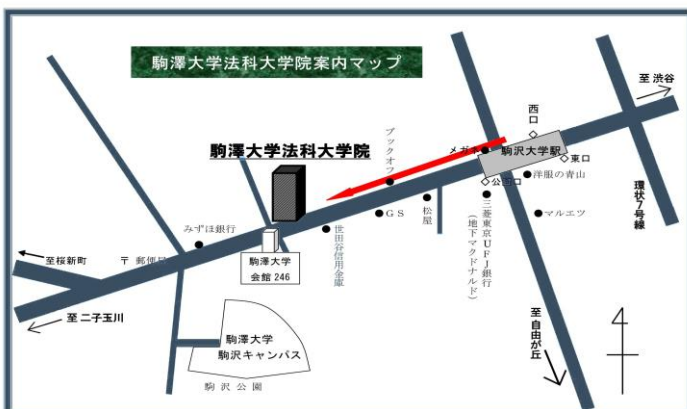 駒澤大学法科大学院案内マップ
至 渋谷
西口
メガネ
駒沢大学駅
東口
ブックオフ
駒澤大学法科大学院
公園口
洋服の青山
環状7号線
松屋
GS
三菱東京UFJ銀行
(地下マクドナルド)
マルエツ
みずほ銀行
世田谷信用金庫
至桜新町
〒 郵便局
駒澤大学
会館 246
至 二子玉川
至 自由が丘
駒澤大学
駒沢キャンパス
駒沢公園
4